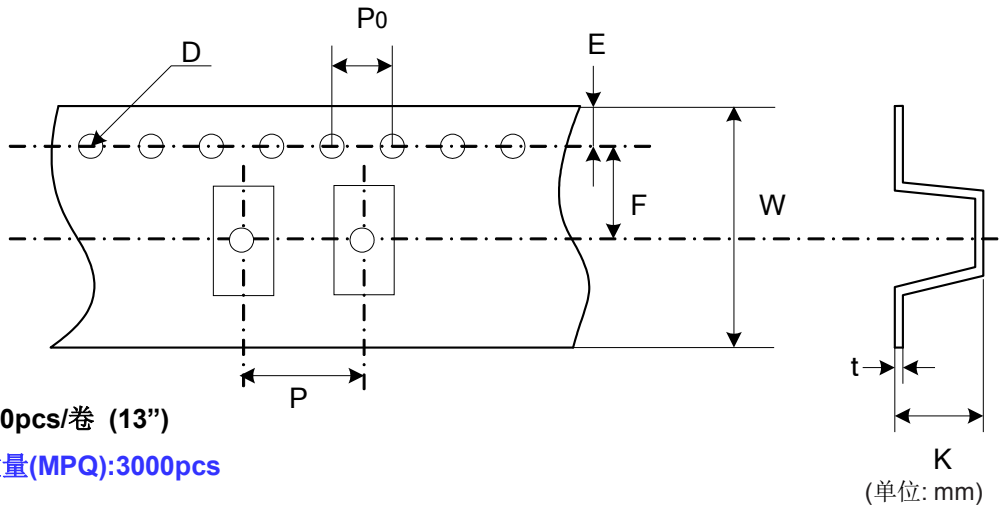 P0
E
D
F
W
t
P
0pcs/卷 (13”)
量(MPQ):3000pcs
K
(单位: mm)